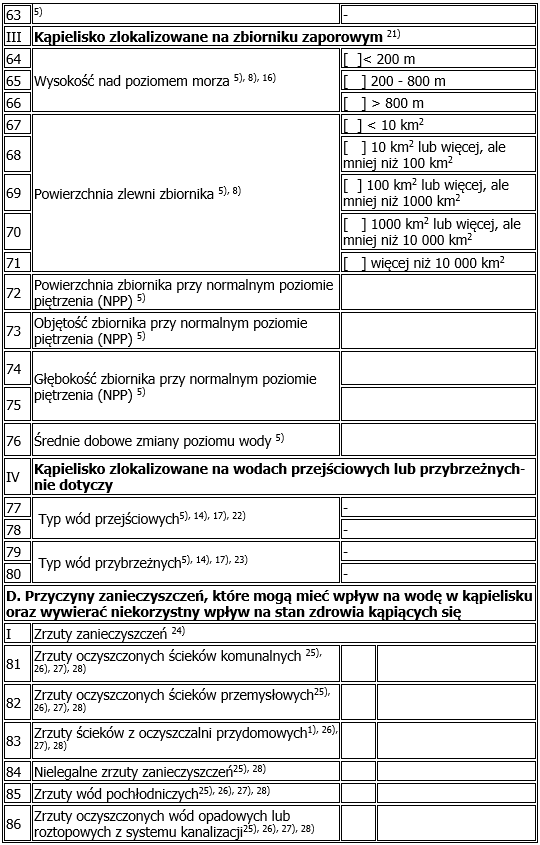 63 5) -
III Kąpielisko zlokalizowane na zbiorniku zaporowym 21)
64 [ ]< 200 m
65 Wysokość nad poziomem morza 5), 8), 16) [ ] 200 - 800 m
66 [ ] > 800 m
67 [ ] < 10 km2
68 [ ] 10 km2 lub więcej, ale
mniej niż 100 km2
69 Powierzchnia zlewni zbiornika 5), 8) [ ] 100 km2 lub więcej, ale
mniej niż 1000 km2
70 [ ] 1000 km2 lub więcej, ale
mniej niż 10 000 km2
71 [ ] więcej niż 10 000 km2
72 Powierzchnia zbiornika przy normalnym poziomie
piętrzenia (NPP) 5)
73 Objętość zbiornika przy normalnym poziomie
piętrzenia (NPP) 5)
74
Głębokość zbiornika przy normalnym poziomie
piętrzenia (NPP) 5)
75
76 Średnie dobowe zmiany poziomu wody 5)
IV Kąpielisko zlokalizowane na wodach przejściowych lub przybrzeżnych-
nie dotyczy
77 -
Typ wód przejściowych5), 14), 17), 22)
78 -
79 -
Typ wód przybrzeżnych5), 14), 17), 23)
80 -
D. Przyczyny zanieczyszczeń, które mogą mieć wpływ na wodę w kąpielisku
oraz wywierać niekorzystny wpływ na stan zdrowia kąpiących się
I Zrzuty zanieczyszczeń 24)
81 Zrzuty oczyszczonych ścieków komunalnych 25),
26), 27), 28)
82 Zrzuty oczyszczonych ścieków przemysłowych25),
26), 27), 28)
83 Zrzuty ścieków z oczyszczalni przydomowych1), 26),
27), 28)
84 Nielegalne zrzuty zanieczyszczeń25), 28)
85 Zrzuty wód pochłodniczych25), 26), 27), 28)
86 Zrzuty oczyszczonych wód opadowych lub
roztopowych z systemu kanalizacji25), 26), 27), 28)